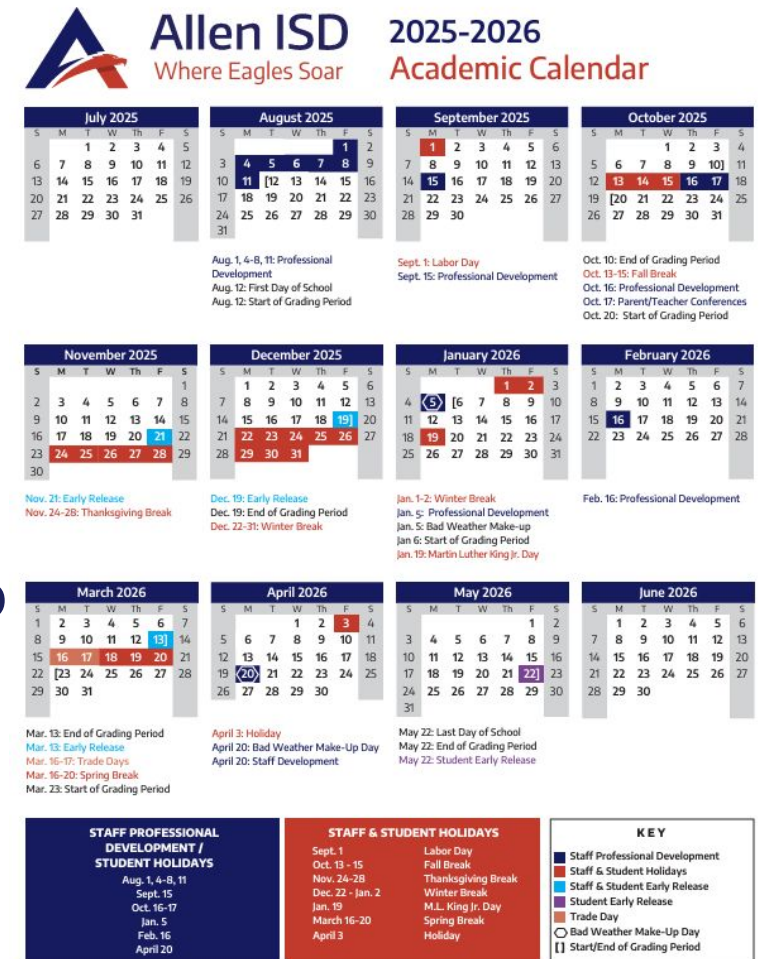 Allen ISD
Where Eagles Soar
2025-2026
Academic Calendar
July 2025
S M T W Th F S
1 2 3 4 5
6 7 8 9 10 11 12
13 14 15 16 17 18 19
20 21 22 23 24 25 26
27 28 29 30 31
August 2025
S M T W Th F S
1 2
3 4 5 6 7 8 9
10 11 [12 13 14 15 16
17 18 19 20 21 22 23
24 25 26 27 28 29 30
31
Aug. 1, 4-8, 11: Professional
Development
Aug. 12: First Day of School
Aug. 12: Start of Grading Period
September 2025
S M T W Th F S
1 2 3 4 5 6
7 8 9 10 11 12 13
14 15 16 17 18 19 20
21 22 23 24 25 26 27
28 29 30
Sept. 1: Labor Day
Sept. 15: Professional Development
October 2025
S M T W Th F S
1 2 3 4
5 6 7 8 9 10] 11
12 13 14 15 16 17 18
19 [20 21 22 23 24 25
26 27 28 29 30 31
Oct. 10: End of Grading Period
Oct. 13-15: Fall Break
Oct. 16: Professional Development
Oct. 17: Parent/Teacher Conferences
Oct. 20: Start of Grading Period
November 2025
S M T W Th F S
1
2 3 4 5 6 7 8
9 10 11 12 13 14 15
16 17 18 19 20 21 22
23 24 25 26 27 28 29
30
Nov. 21: Early Release
Nov. 24-28: Thanksgiving Break
December 2025
S M T W Th F S
1 2 3 4 5 6
7 8 9 10 11 12 13
14 15 16 17 18 19] 20
21 22 23 24 25 26 27
28 29 30 31
Dec. 19: Early Release
Dec. 19: End of Grading Period
Dec. 22-31: Winter Break
January 2026
S M T W Th F S
1 2 3
4 5 [6 7 8 9 10
11 12 13 14 15 16 17
18 19 20 21 22 23 24
25 26 27 28 29 30 31
Jan. 1-2: Winter Break
Jan. 5: Professional Development
Jan. 5: Bad Weather Make-up
Jan 6: Start of Grading Period
Jan. 19: Martin Luther King Jr. Day
February 2026
S M T W Th F S
1 2 3 4 5 6 7
8 9 10 11 12 13 14
15 16 17 18 19 20 21
22 23 24 25 26 27 28
Feb. 16: Professional Development
March 2026
S M T W Th F S
1 2 3 4 5 6 7
8 9 10 11 12 13] 14
15 16 17 18 19 20 21
22 [23 24 25 26 27 28
29 30 31
Mar. 13: End of Grading Period
Mar. 13: Early Release
Mar. 16-17: Trade Days
Mar. 16-20: Spring Break
Mar. 23: Start of Grading Period
April 2026
S M T W Th F S
1 2 3 4
5 6 7 8 9 10 11
12 13 14 15 16 17 18
19 20 21 22 23 24 25
26 27 28 29 30
April 3: Holiday
April 20: Bad Weather Make-Up Day
April 20: Staff Development
May 2026
S M T W Th F S
1 2
3 4 5 6 7 8 9
10 11 12 13 14 15 16
17 18 19 20 21 22] 23
24 25 26 27 28 29 30
31
May 22: Last Day of School
May 22: End of Grading Period
May 22: Student Early Release
June 2026
S M T W Th F S
1 2 3 4 5 6
7 8 9 10 11 12 13
14 15 16 17 18 19 20
21 22 23 24 25 26 27
28 29 30
STAFF PROFESSIONAL
DEVELOPMENT /
STUDENT HOLIDAYS
Aug. 1, 4-8, 11
Sept. 15
Oct. 16-17
Jan. 5
Feb. 16
April 20
STAFF & STUDENT HOLIDAYS
Sept. 1 Labor Day
Oct. 13 - 15 Fall Break
Nov. 24-28 Thanksgiving Break
Dec. 22 - Jan. 2 Winter Break
Jan. 19 M.L. King Jr. Day
March 16-20 Spring Break
April 3 Holiday
KEY
Staff Professional Development
Staff & Student Holidays
Staff & Student Early Release
Student Early Release
Trade Day
Bad Weather Make-Up Day
[ ] Start/End of Grading Period